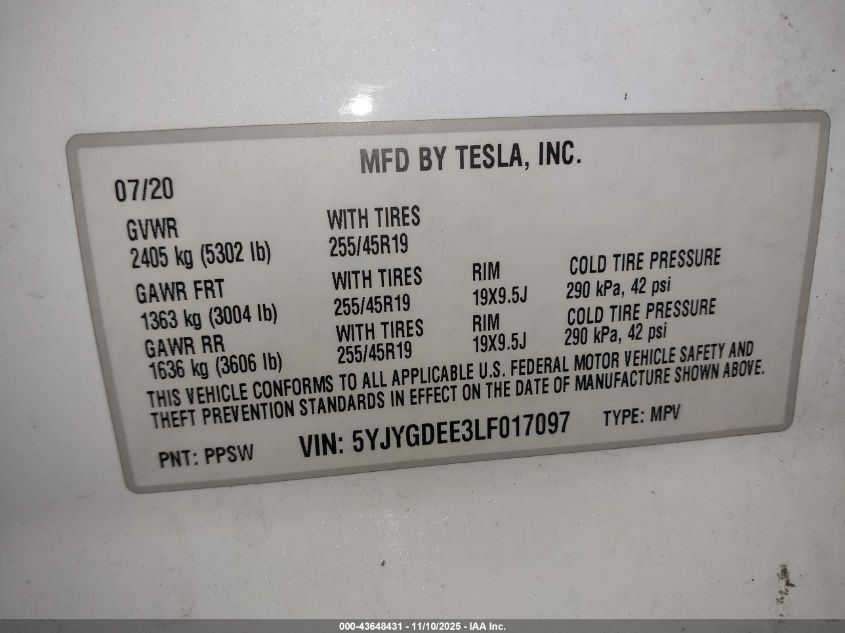 MFD BY TESLA, INC.
07/20
GVWR WITH TIRES
2405 kg (5302 lb) 255/45R19
GAWR FRT WITH TIRES RIM COLD TIRE PRESSURE
1363 kg (3004 lb) 255/45R19 19X9.5J 290 kPa, 42 psi
GAWR RR WITH TIRES RIM COLD TIRE PRESSURE
1636 kg (3606 lb) 255/45R19 19X9.5J 290 kPa, 42 psi
THIS VEHICLE CONFORMS TO ALL APPLICABLE U.S. FEDERAL MOTOR VEHICLE SAFETY AND
THEFT PREVENTION STANDARDS IN EFFECT ON THE DATE OF MANUFACTURE SHOWN ABOVE.
PNT: PPSW VIN: 5YJYGDEE3LF017097 TYPE: MPV
000-43648431 - 11/10/2025 - IAA Inc.